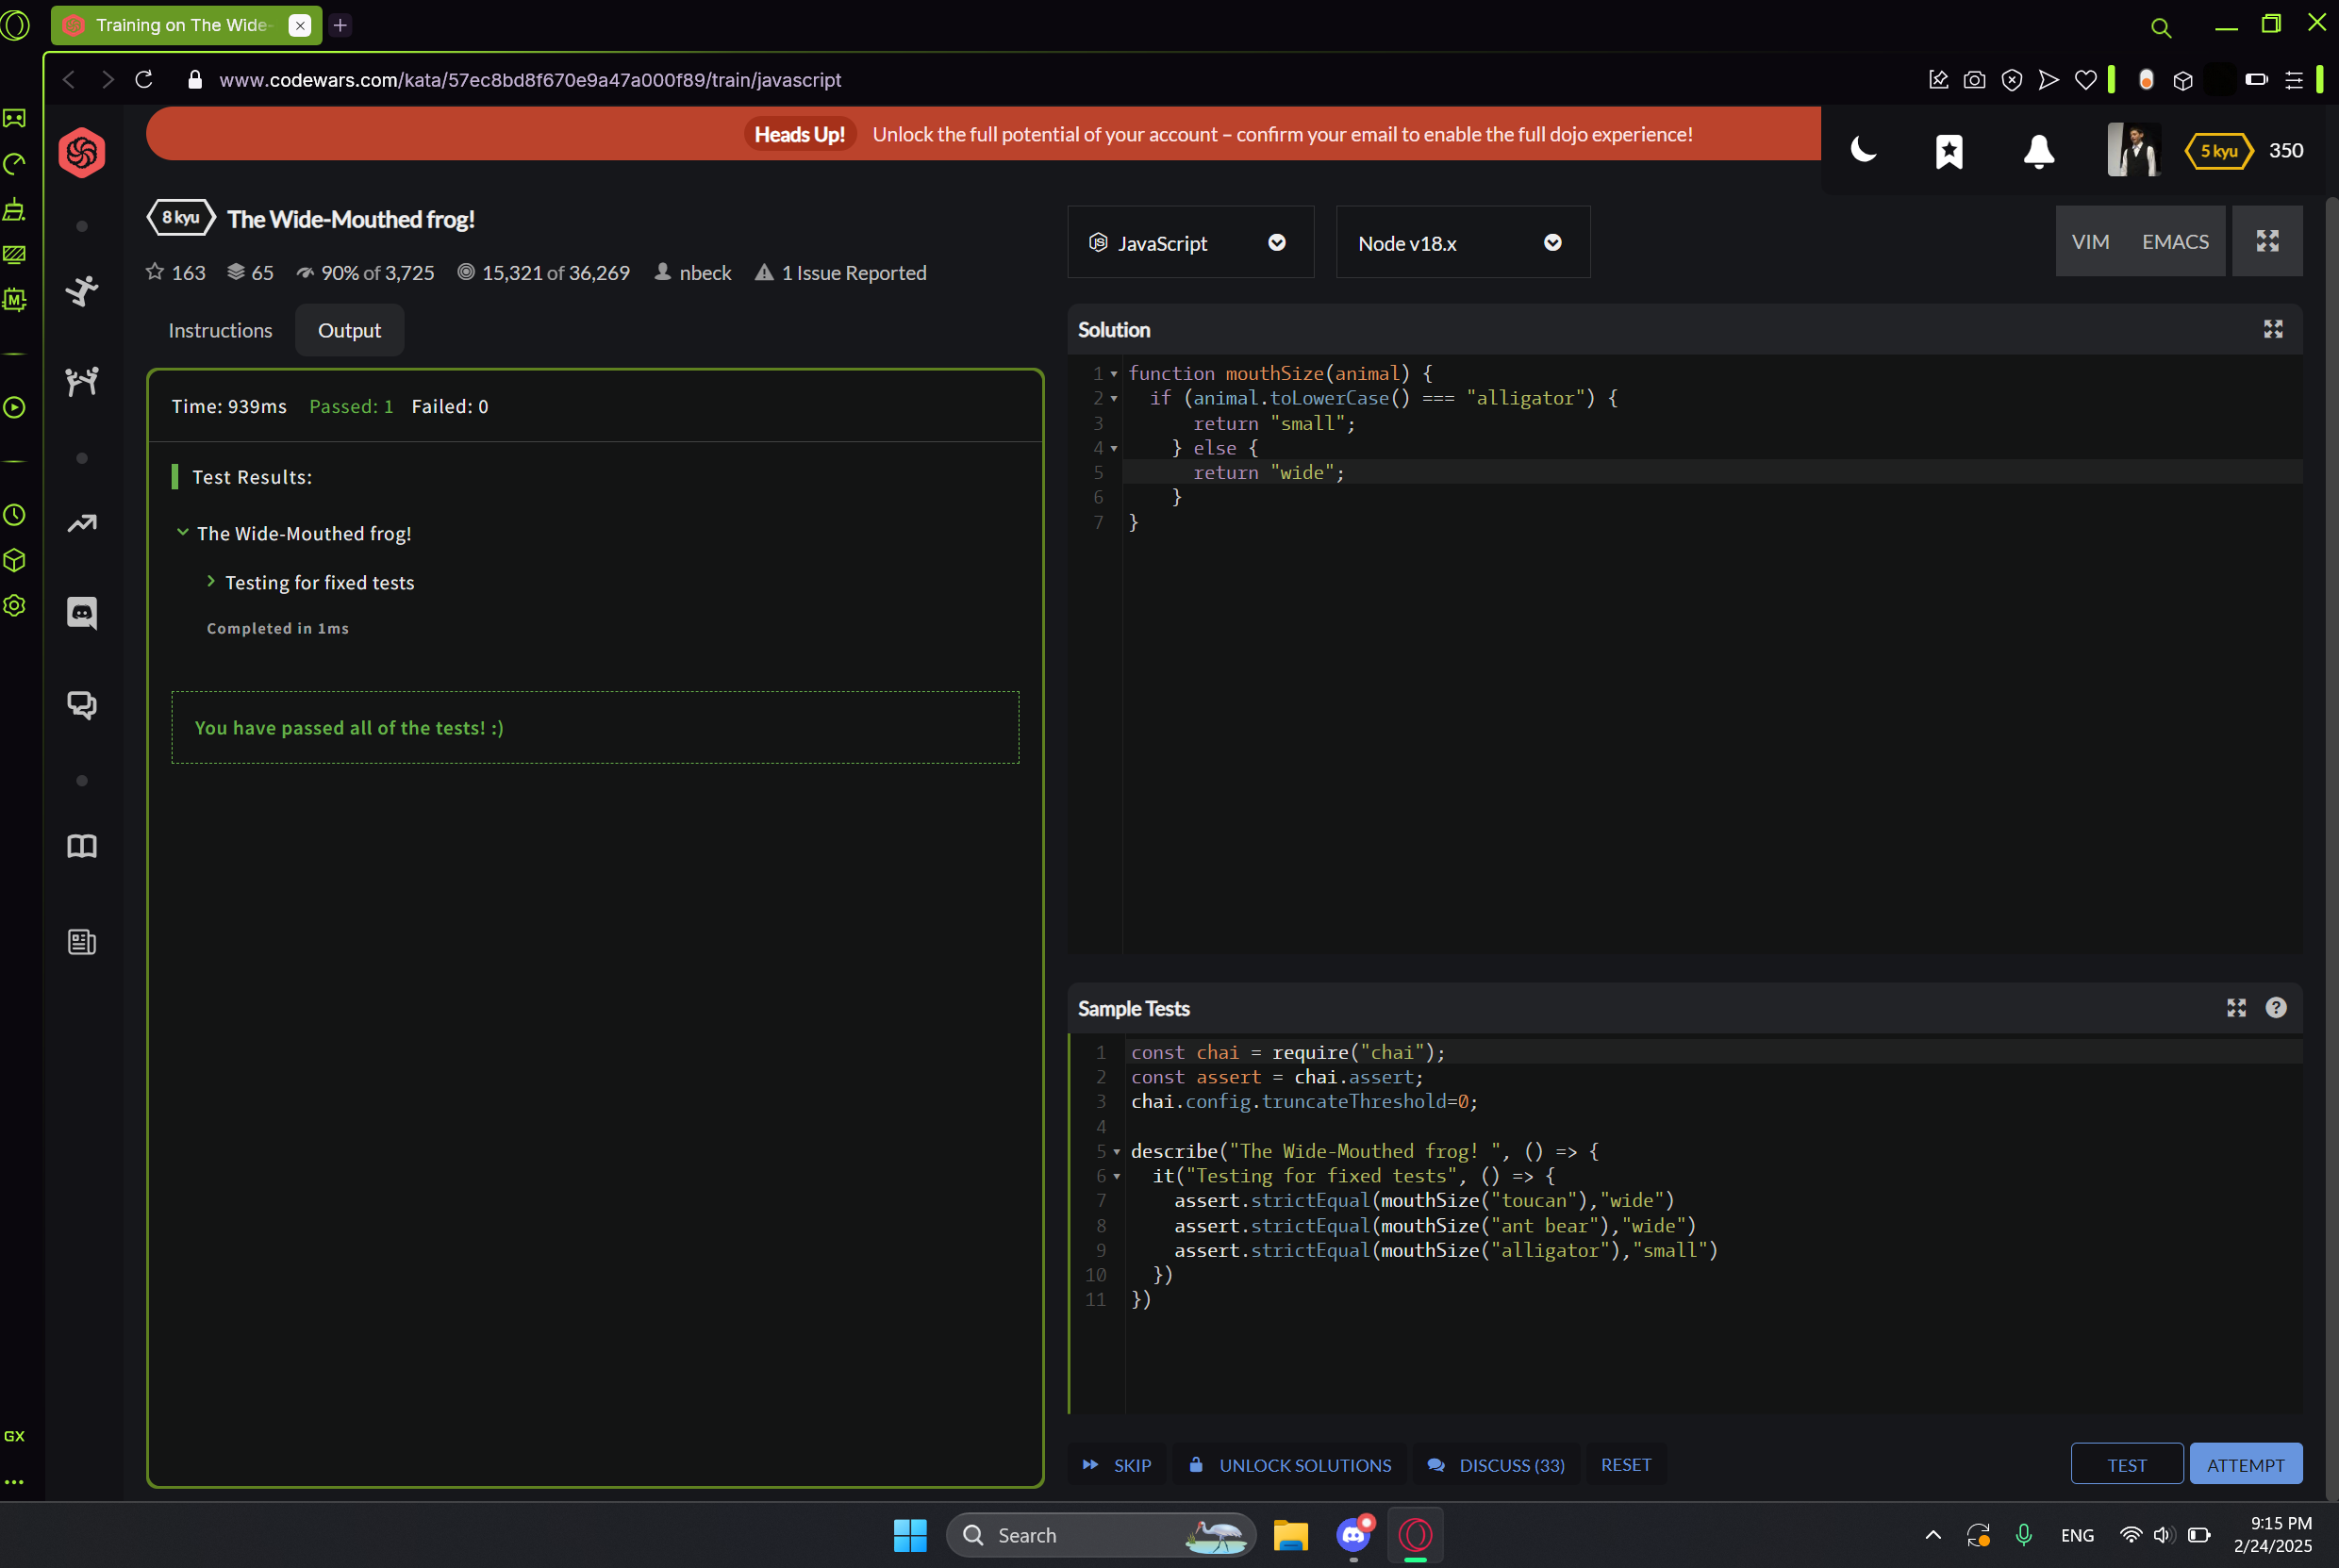 Training on The Wide-
www.codewars.com/kata/57ec8bd8f670e9a47a000f89/train/javascript
Heads Up! Unlock the full potential of your account – confirm your email to enable the full dojo experience!
5 kyu 350
8 kyu The Wide-Mouthed frog!
163 65 90% of 3,725 15,321 of 36,269 nbeck 1 Issue Reported
Instructions Output
Time: 939ms Passed: 1 Failed: 0
Test Results:
The Wide-Mouthed frog!
Testing for fixed tests
Completed in 1ms
You have passed all of the tests! :)
JavaScript Node v18.x VIM EMACS
Solution
1 function mouthSize(animal) {
2 if (animal.toLowerCase() === "alligator") {
3 return "small";
4 } else {
5 return "wide";
6 }
7 }
Sample Tests
1 const chai = require("chai");
2 const assert = chai.assert;
3 chai.config.truncateThreshold=0;
4
5 describe("The Wide-Mouthed frog! ", () => {
6 it("Testing for fixed tests", () => {
7 assert.strictEqual(mouthSize("toucan"),"wide")
8 assert.strictEqual(mouthSize("ant bear"),"wide")
9 assert.strictEqual(mouthSize("alligator"),"small")
10 })
11 })
SKIP UNLOCK SOLUTIONS DISCUSS (33) RESET TEST ATTEMPT
GX
Search
ENG
9:15 PM
2/24/2025